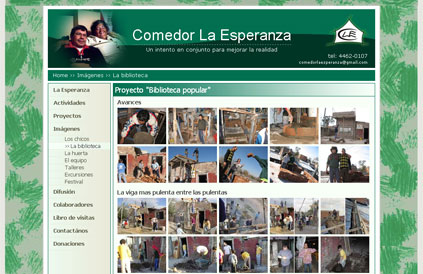 Comedor La Esperanza
Un intento en conjunto para mejorar la realidad
tel: 4462-0107
comedorlaesperanza@gmail.com
Home >> Imágenes >> La biblioteca
La Esperanza
Actividades
Proyectos
Imágenes
Los chicos
>> La biblioteca
La huerta
El equipo
Talleres
Excursiones
Festival
Difusión
Colaboradores
Libro de visitas
Contactános
Donaciones
Proyecto "Biblioteca popular"
Avances
La viga mas pulenta entre las pulentas